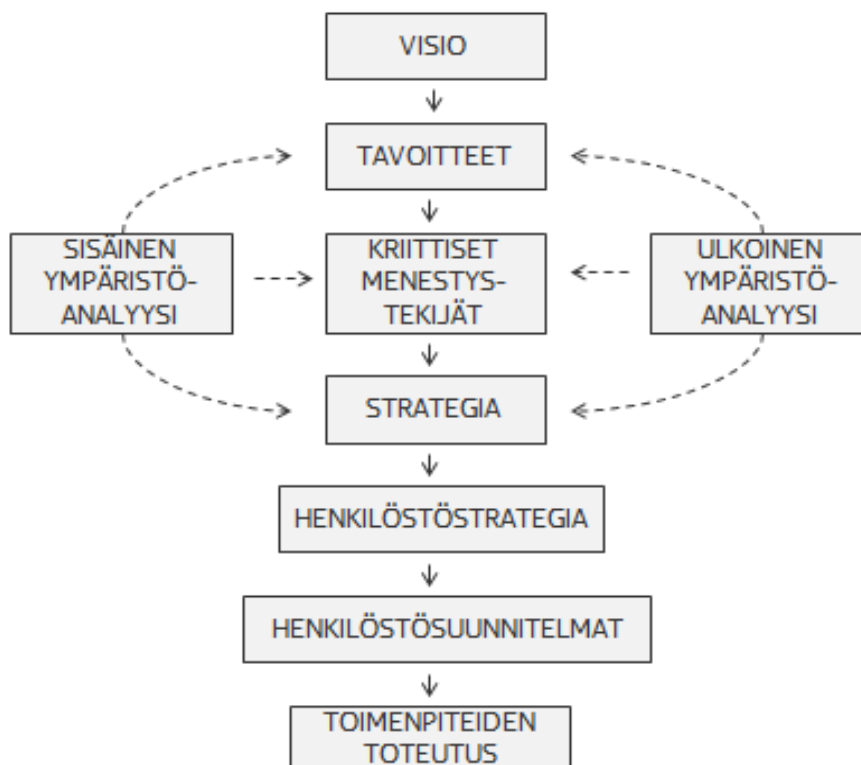 VISIO
TAVOITTEET
SISÄINEN
YMPÄRISTÖ-
ANALYYSI
KRIITTISET
MENESTYS-
TEKIJÄT
ULKOINEN
YMPÄRISTÖ-
ANALYYSI
STRATEGIA
HENKILÖSTÖSTRATEGIA
HENKILÖSTÖSUUNNITELMAT
TOIMENPITEIDEN
TOTEUTUS